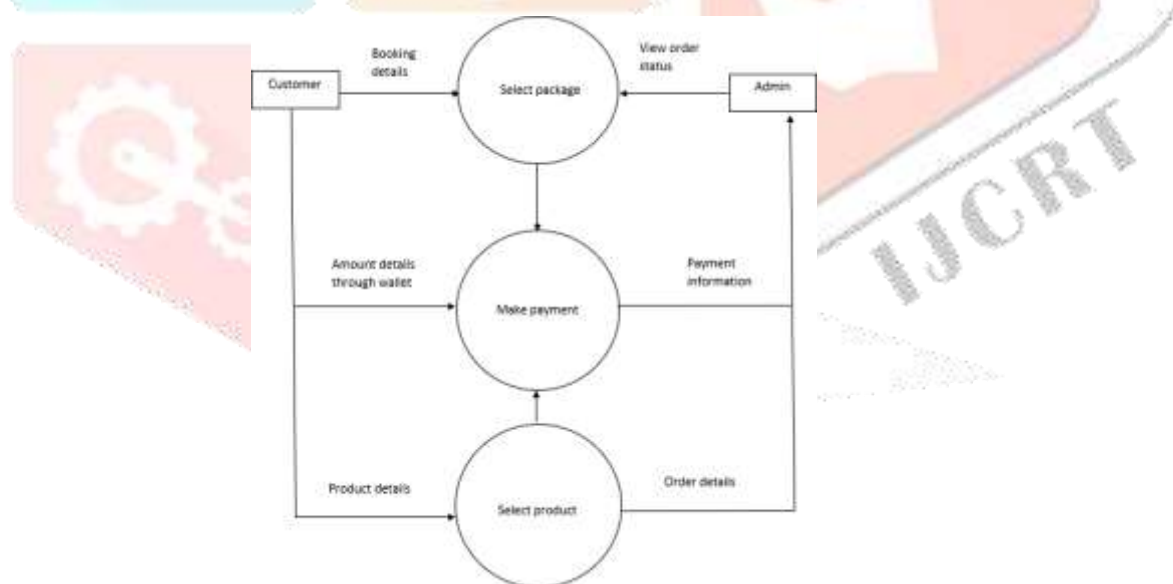 Booking
details
View order
status
Customer
Select package
Admin
Amount details
through wallet
Payment
information
Make payment
Product details
Order details
Select product
IJCRT